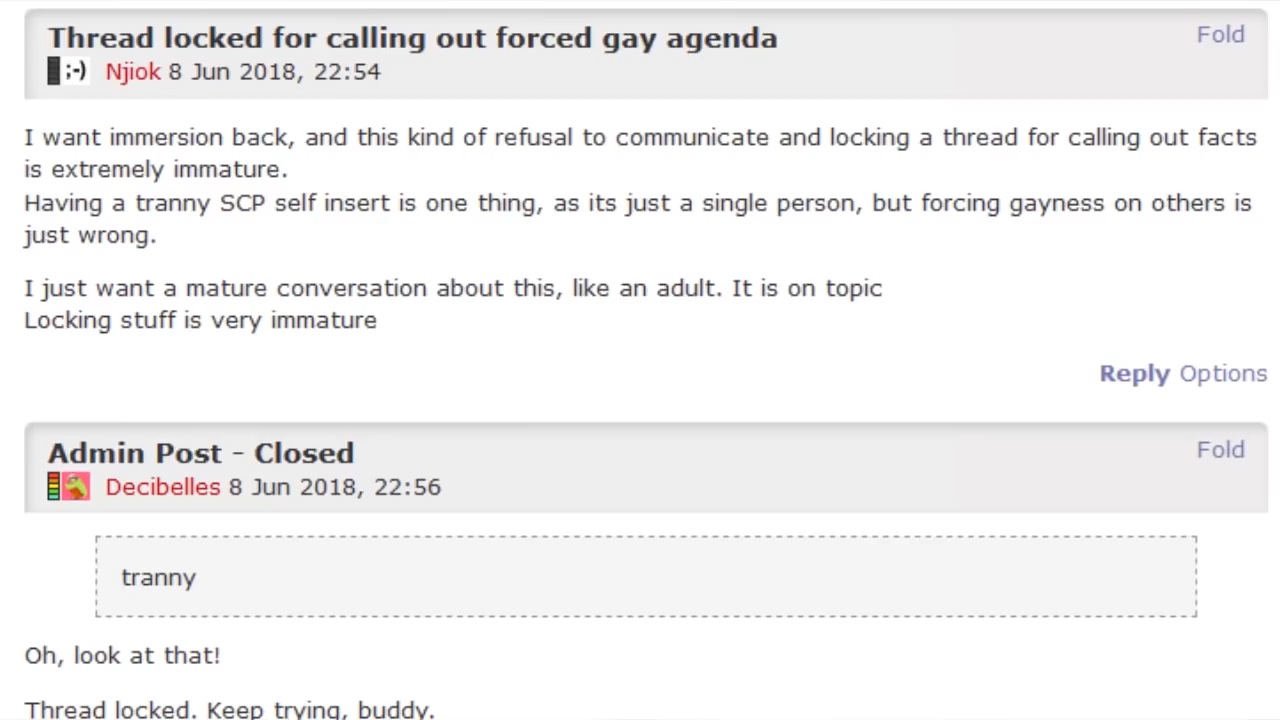 Thread locked for calling out forced gay agenda
Fold
;-) Njiok 8 Jun 2018, 22:54
I want immersion back, and this kind of refusal to communicate and locking a thread for calling out facts
is extremely immature.
Having a tranny SCP self insert is one thing, as its just a single person, but forcing gayness on others is
just wrong.
I just want a mature conversation about this, like an adult. It is on topic
Locking stuff is very immature
Reply Options
Admin Post - Closed
Fold
Decibelles 8 Jun 2018, 22:56
tranny
Oh, look at that!
Thread locked. Keep trying, buddy.